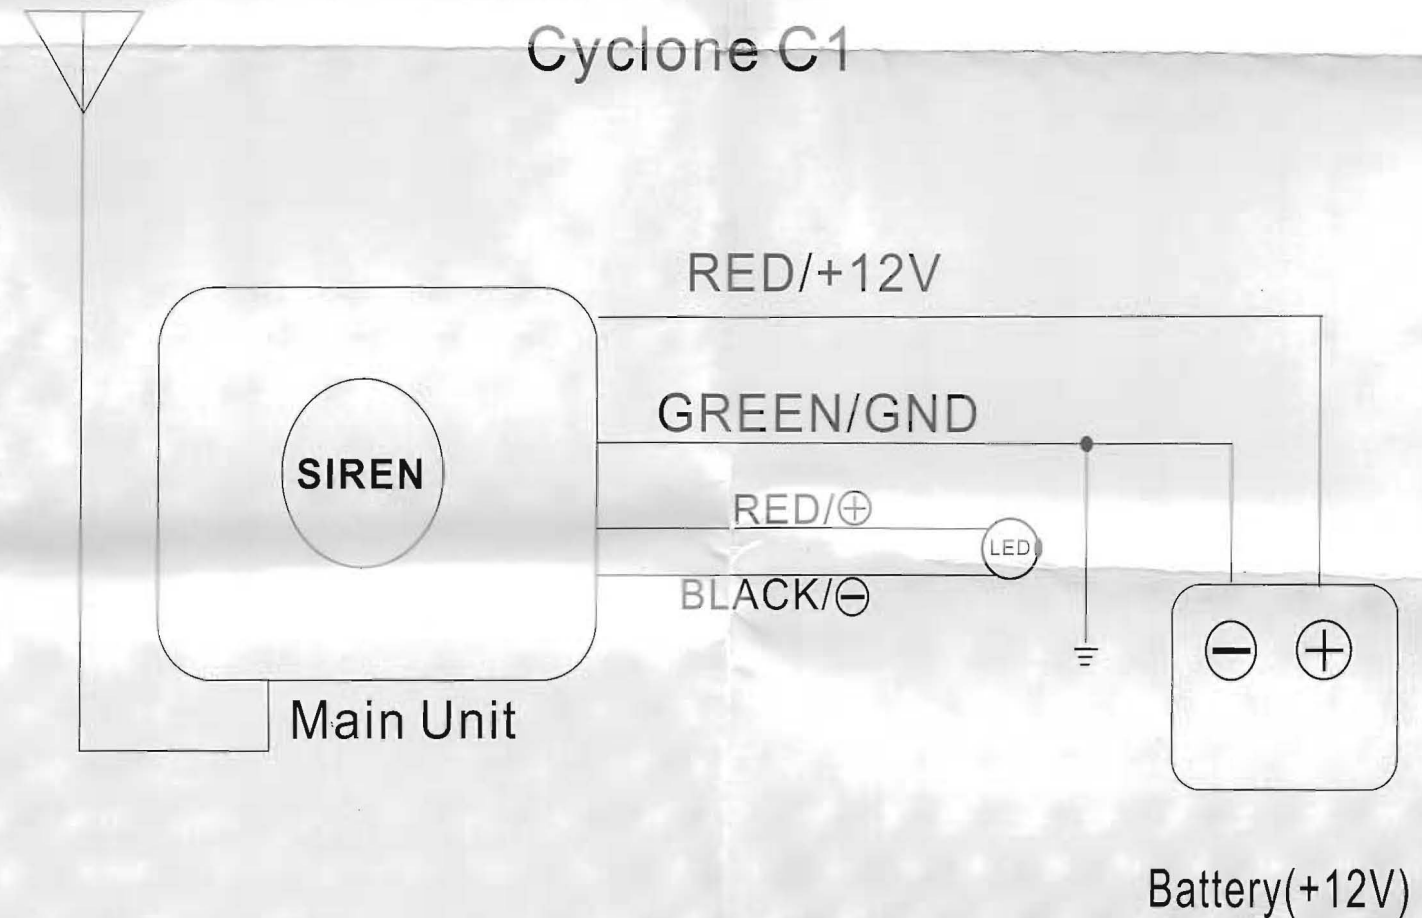 Cyclone C1
RED/+12V
GREEN/GND
SIREN
RED/⊕
LED
BLACK/⊖
⊖ ⊕
Main Unit
Battery(+12V)